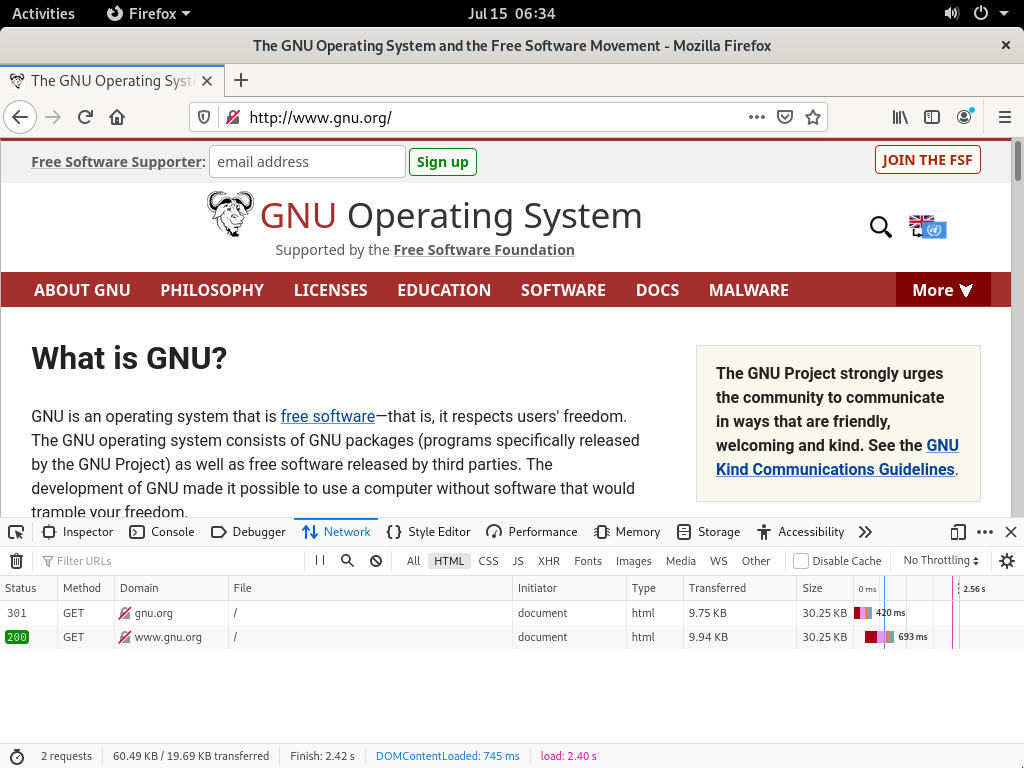 Activities Firefox Jul 15 06:34
The GNU Operating System and the Free Software Movement - Mozilla Firefox
The GNU Operating Syst
http://www.gnu.org/
Free Software Supporter: email address Sign up JOIN THE FSF
GNU Operating System
Supported by the Free Software Foundation
ABOUT GNU PHILOSOPHY LICENSES EDUCATION SOFTWARE DOCS MALWARE More
What is GNU?
GNU is an operating system that is free software—that is, it respects users' freedom.
The GNU operating system consists of GNU packages (programs specifically released
by the GNU Project) as well as free software released by third parties. The
development of GNU made it possible to use a computer without software that would
trample your freedom.
The GNU Project strongly urges
the community to communicate
in ways that are friendly,
welcoming and kind. See the GNU
Kind Communications Guidelines.
Inspector Console Debugger Network Style Editor Performance Memory Storage Accessibility
Filter URLs All HTML CSS JS XHR Fonts Images Media WS Other Disable Cache No Throttling
Status Method Domain File Initiator Type Transferred Size 0 ms 2.56 s
301 GET gnu.org / document html 9.75 KB 30.25 KB 420 ms
200 GET www.gnu.org / document html 9.94 KB 30.25 KB 693 ms
2 requests 60.49 KB / 19.69 KB transferred Finish: 2.42 s DOMContentLoaded: 745 ms load: 2.40 s